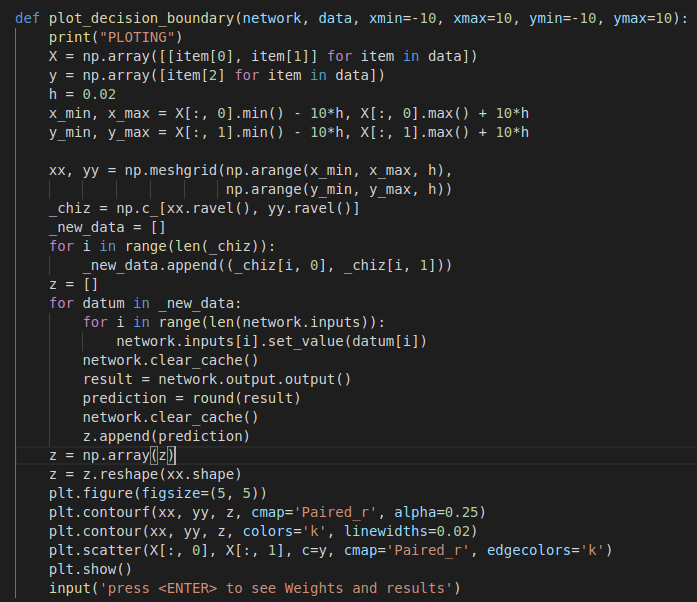 def plot_decision_boundary(network, data, xmin=-10, xmax=10, ymin=-10, ymax=10):
    print("PLOTING")
    X = np.array([[item[0], item[1]] for item in data])
    y = np.array([item[2] for item in data])
    h = 0.02
    x_min, x_max = X[:, 0].min() - 10*h, X[:, 0].max() + 10*h
    y_min, y_max = X[:, 1].min() - 10*h, X[:, 1].max() + 10*h

    xx, yy = np.meshgrid(np.arange(x_min, x_max, h),
                         np.arange(y_min, y_max, h))
    _chiz = np.c_[xx.ravel(), yy.ravel()]
    _new_data = []
    for i in range(len(_chiz)):
        _new_data.append((_chiz[i, 0], _chiz[i, 1]))
    z = []
    for datum in _new_data:
        for i in range(len(network.inputs)):
            network.inputs[i].set_value(datum[i])
        network.clear_cache()
        result = network.output.output()
        prediction = round(result)
        network.clear_cache()
        z.append(prediction)
    z = np.array(z)
    z = z.reshape(xx.shape)
    plt.figure(figsize=(5, 5))
    plt.contourf(xx, yy, z, cmap='Paired_r', alpha=0.25)
    plt.contour(xx, yy, z, colors='k', linewidths=0.02)
    plt.scatter(X[:, 0], X[:, 1], c=y, cmap='Paired_r', edgecolors='k')
    plt.show()
    input('press <ENTER> to see Weights and results')